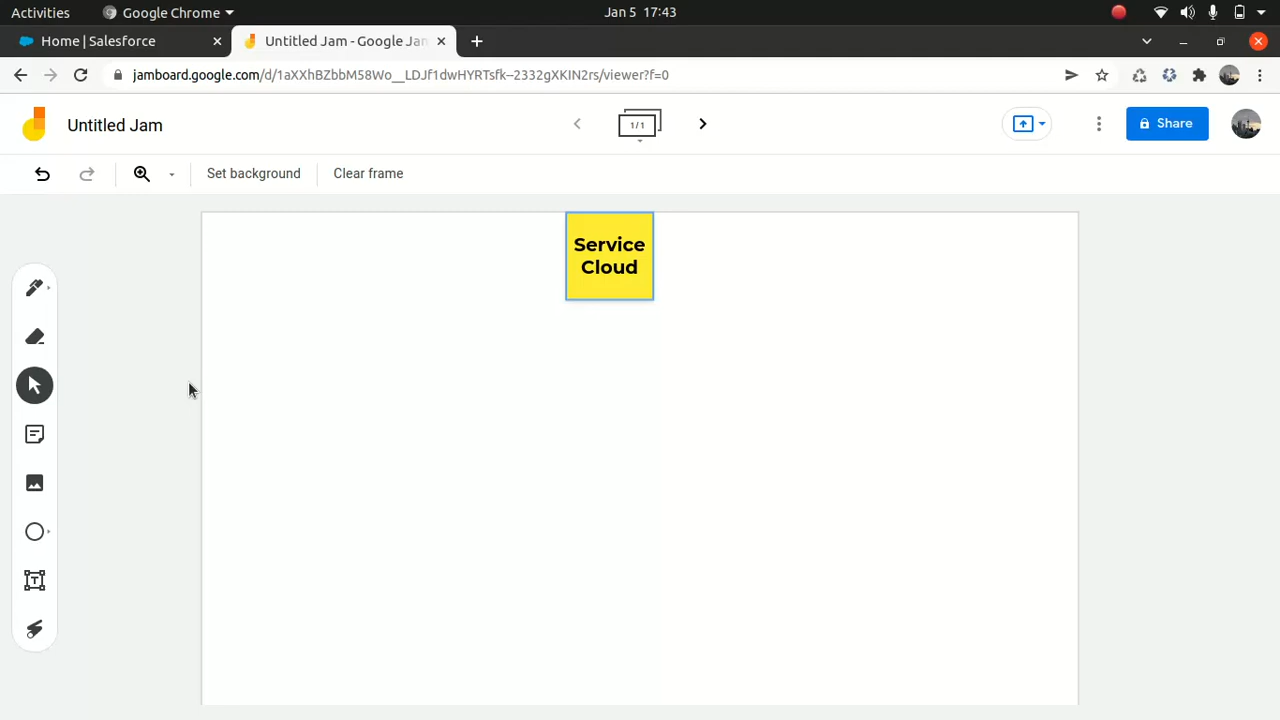 Activities
Google Chrome
Jan 5 17:43
Home | Salesforce
Untitled Jam - Google Jam
jamboard.google.com/d/1aXXhBZbbM58Wo__LDJf1dwHYRTsfk--2332gXKIN2rs/viewer?f=0
Untitled Jam
1/1
Share
Set background
Clear frame
Service
Cloud